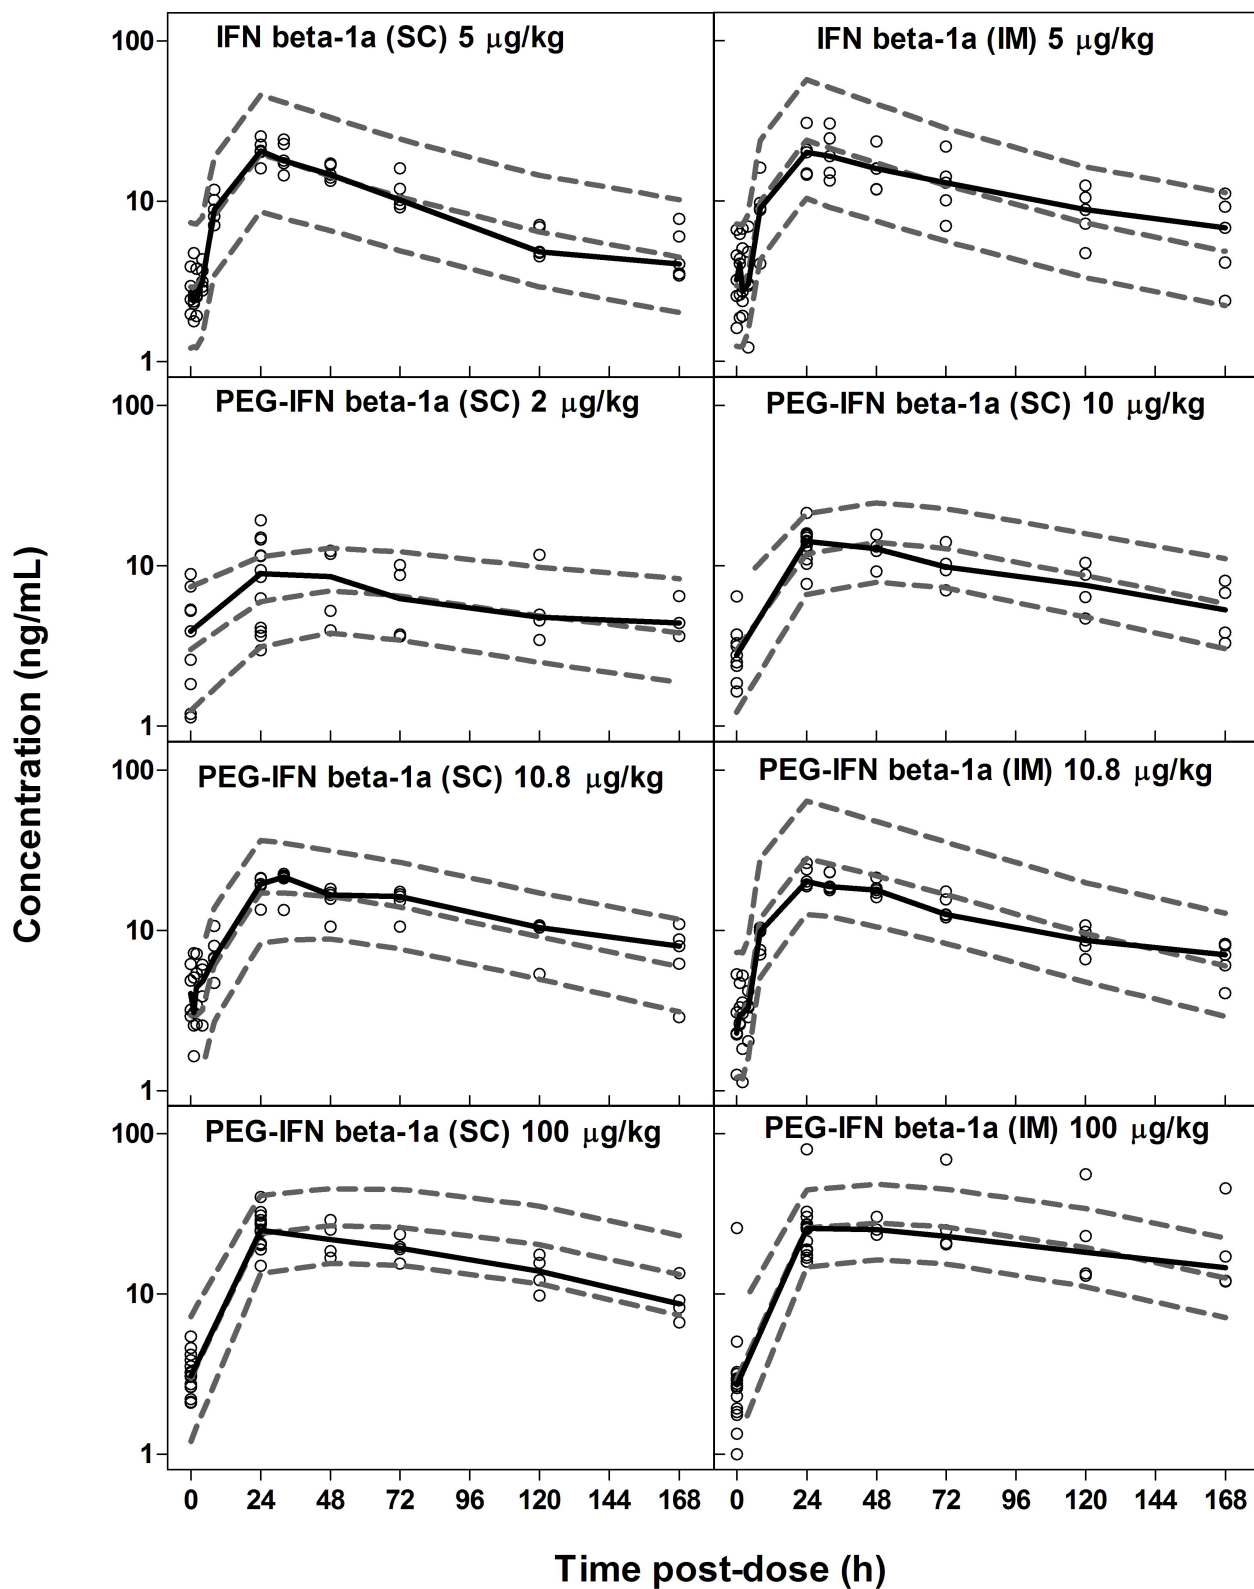 IFN beta-1a (SC) 5 μg/kg
IFN beta-1a (IM) 5 μg/kg
100
10
1
PEG-IFN beta-1a (SC) 2 μg/kg
PEG-IFN beta-1a (SC) 10 μg/kg
100
10
1
PEG-IFN beta-1a (SC) 10.8 μg/kg
PEG-IFN beta-1a (IM) 10.8 μg/kg
100
10
1
PEG-IFN beta-1a (SC) 100 μg/kg
PEG-IFN beta-1a (IM) 100 μg/kg
100
10
1
Concentration (ng/mL)
0 24 48 72 96 120 144 168
0 24 48 72 96 120 144 168
Time post-dose (h)